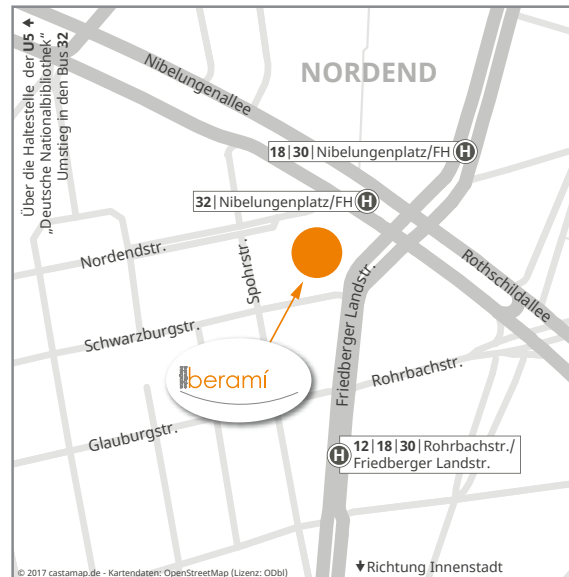 Über die Haltestelle der U5
„Deutsche Nationalbibliothek“
Umstieg in den Bus 32
Nibelungenallee
NORDEND
18|30|Nibelungenplatz/FH H
32|Nibelungenplatz/FH H
Nordendstr.
Spohrstr.
Rothschildallee
Schwarzburgstr.
Friedberger Landstr.
beramí
Rohrbachstr.
Glauburgstr.
H 12|18|30|Rohrbachstr./
Friedberger Landstr.
Richtung Innenstadt
© 2017 castamap.de - Kartendaten: OpenStreetMap (Lizenz: ODbl)